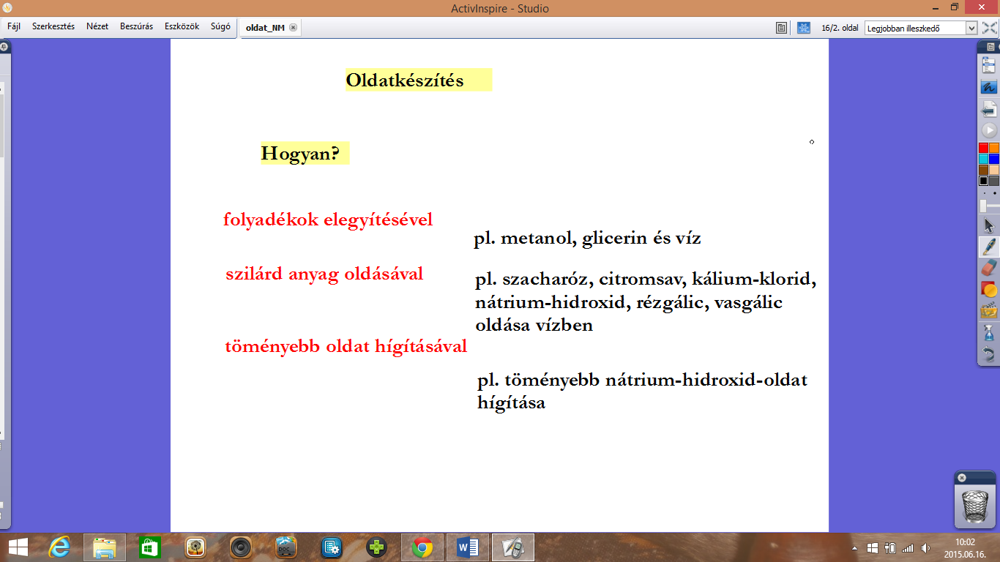 ActivInspire - Studio
Fájl Szerkesztés Nézet Beszúrás Eszközök Súgó
oldat_NM
16/2. oldal
Legjobban illeszkedő
Oldatkészítés
Hogyan?
folyadékok elegyítésével
pl. metanol, glicerin és víz
szilárd anyag oldásával
pl. szacharóz, citromsav, kálium-klorid,
nátrium-hidroxid, rézgálic, vasgálic
oldása vízben
töményebb oldat hígításával
pl. töményebb nátrium-hidroxid-oldat
hígítása
DOC
10:02
2015.06.16.